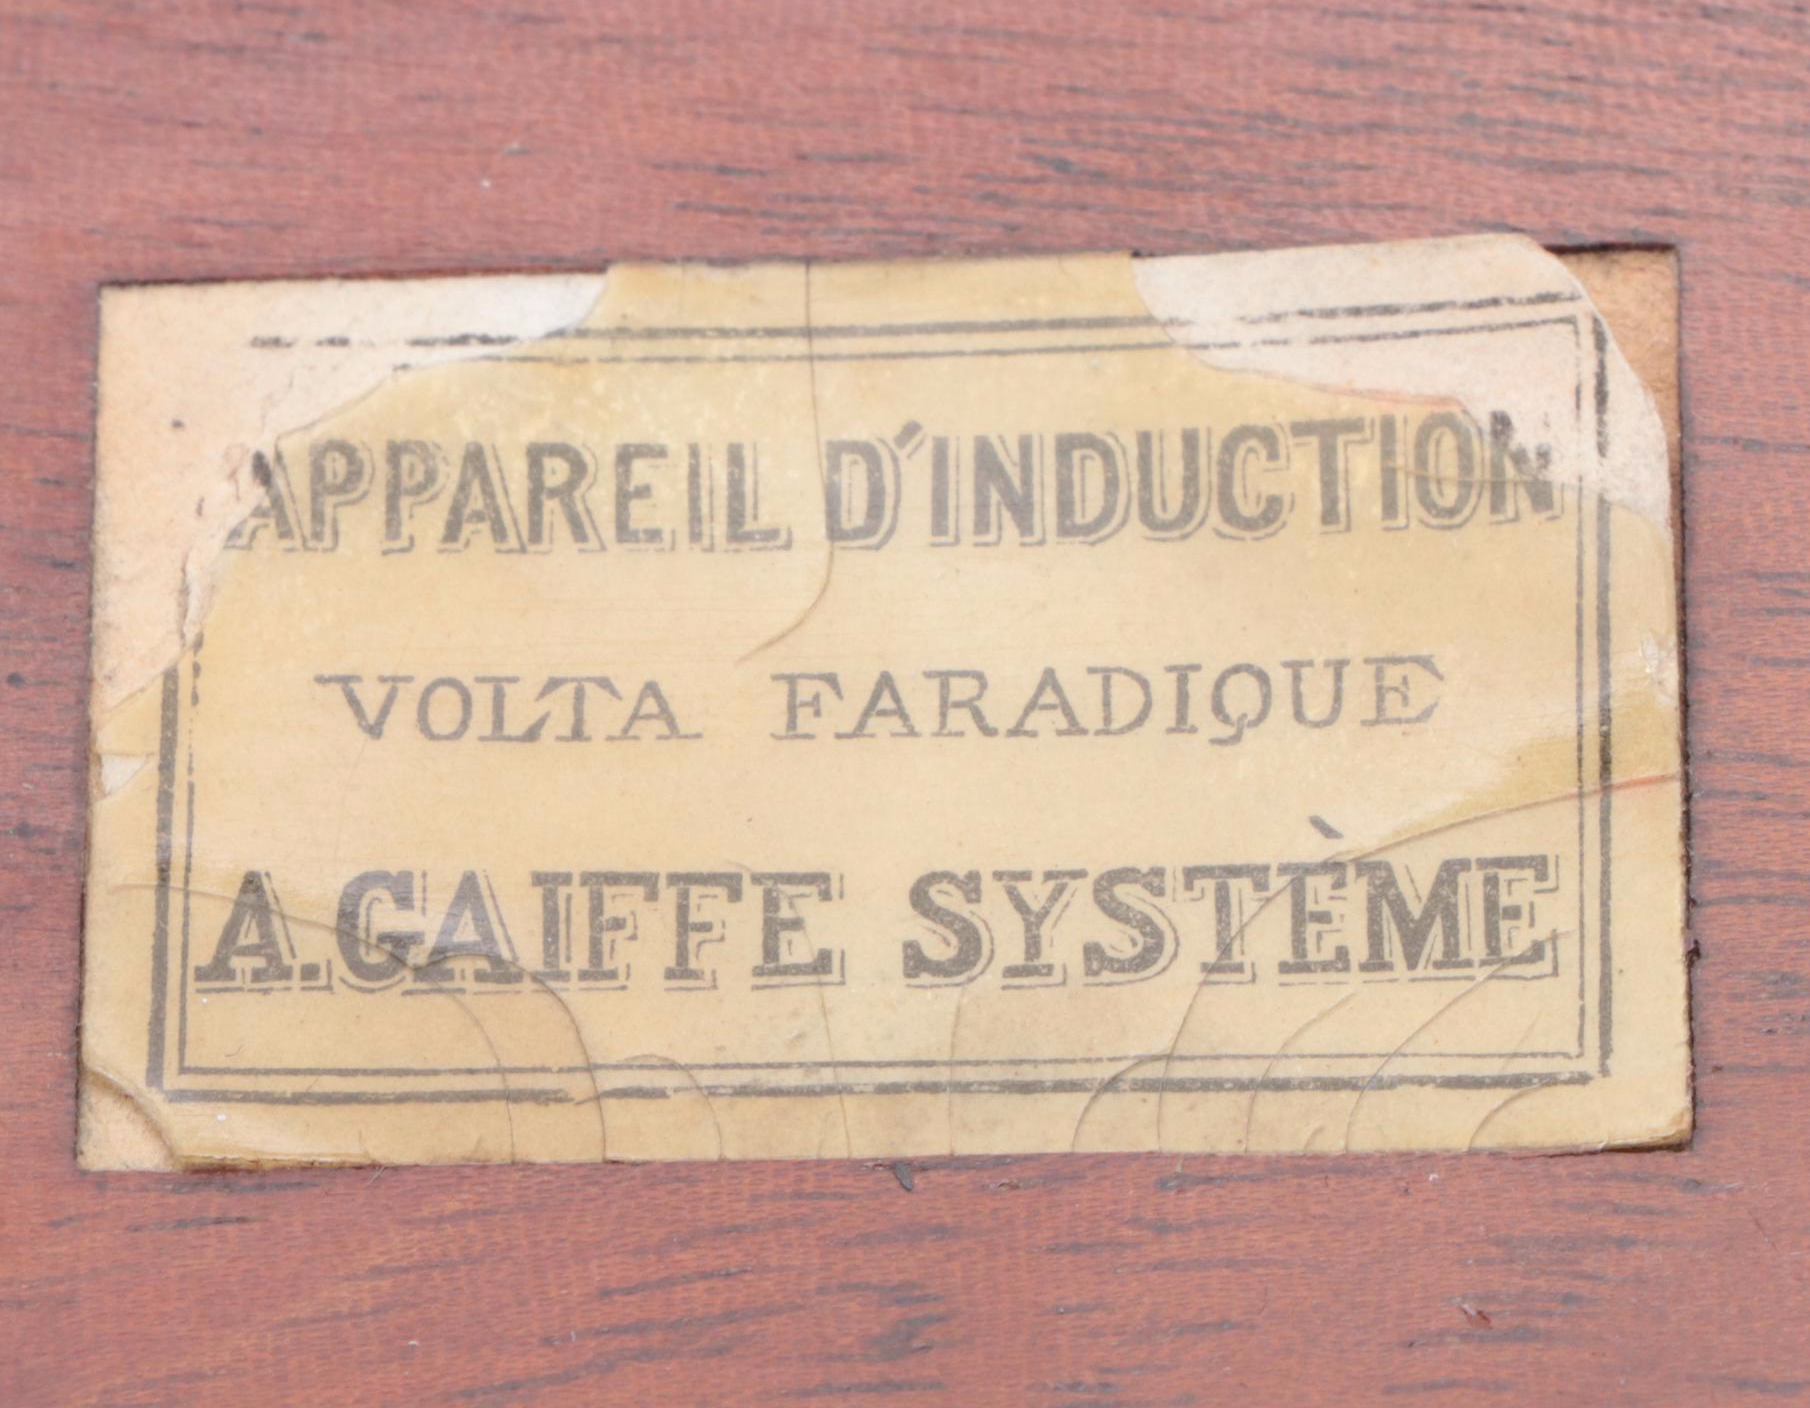 APPAREIL D'INDUCTION
VOLTA FARADIQUE
A. GAIFFE SYSTÈME